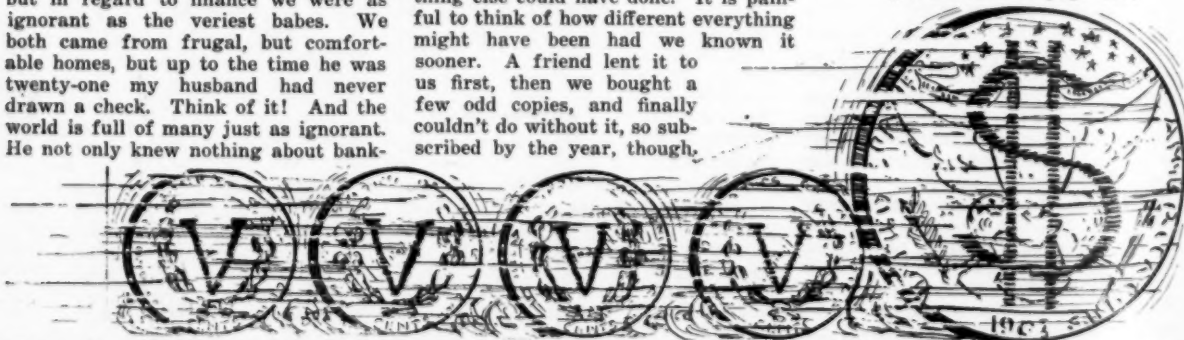 but in regard to finance we were as
ignorant as the veriest babes. We
both came from frugal, but comfort-
able homes, but up to the time he was
twenty-one my husband had never
drawn a check. Think of it! And the
world is full of many just as ignorant.
He not only knew nothing about bank-
thing else could have done. It is pain-
ful to think of how different everything
might have been had we known it
sooner. A friend lent it to
us first, then we bought a
few odd copies, and finally
couldn't do without it, so sub-
scribed by the year, though,
V V V V